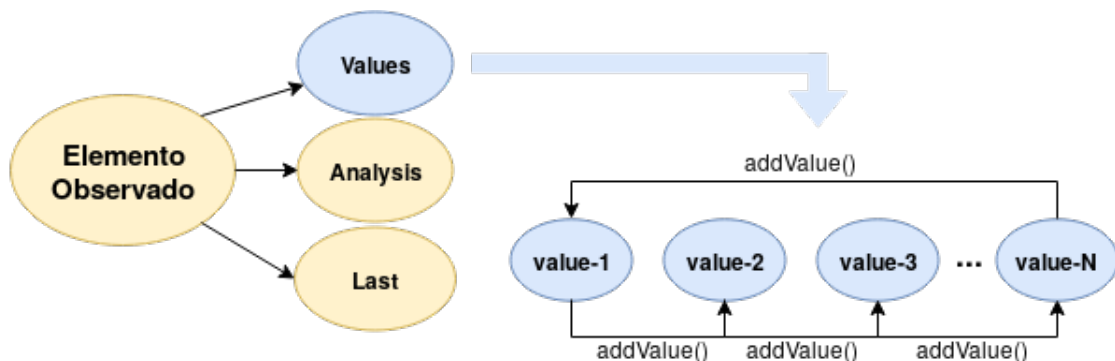 Values
Elemento
Observado
Analysis
Last
addValue()
value-1
value-2
value-3
...
value-N
addValue()
addValue()
addValue()